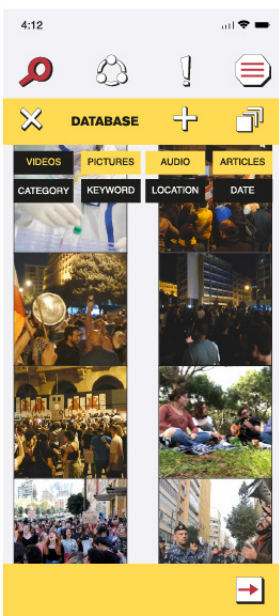 4:12
DATABASE
VIDEOS PICTURES AUDIO ARTICLES
CATEGORY KEYWORD LOCATION DATE